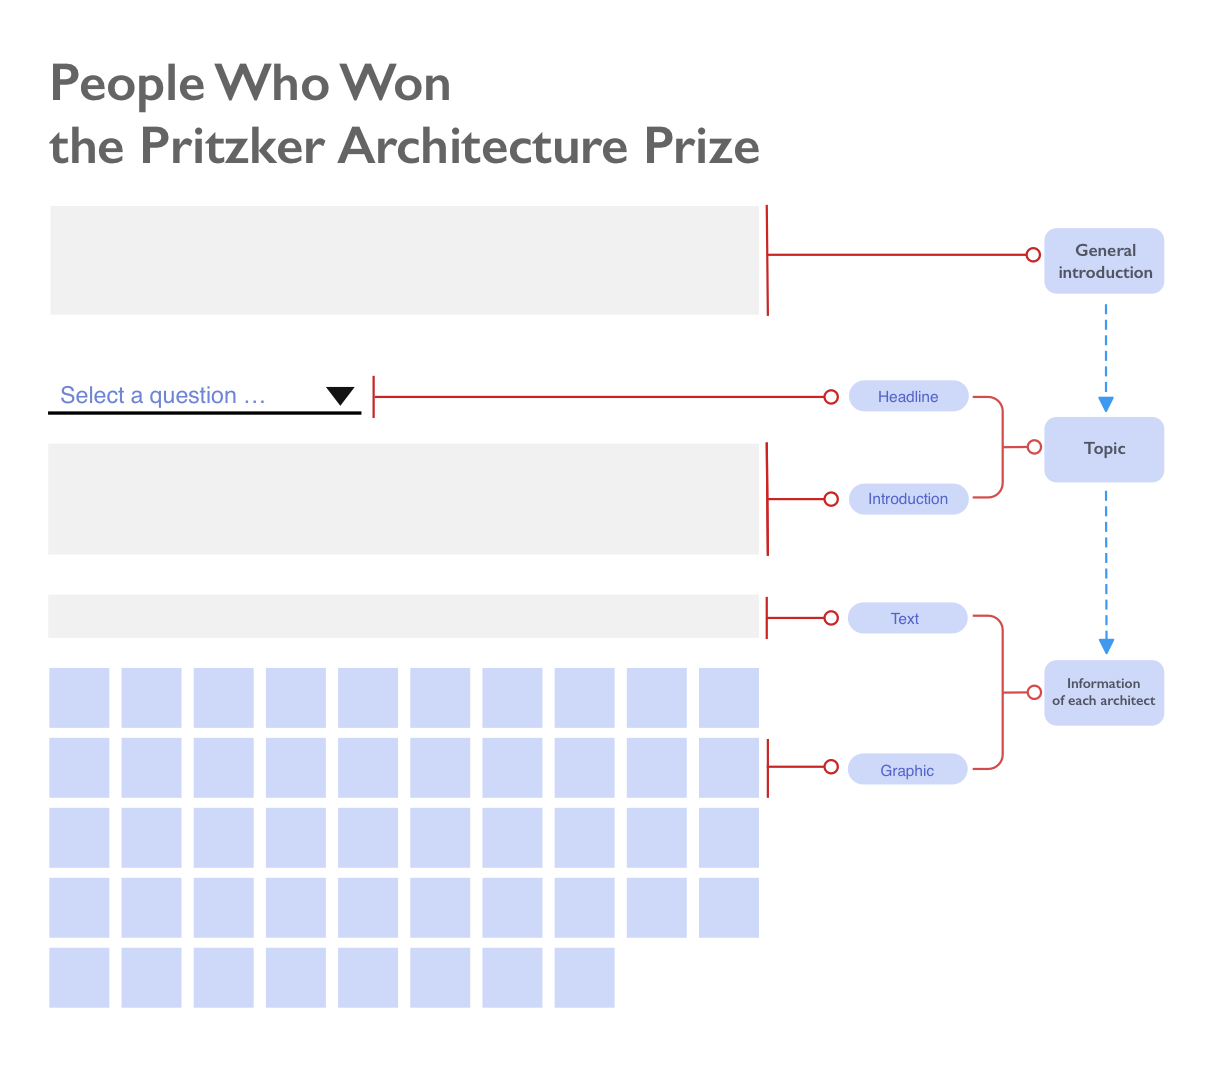 People Who Won
the Pritzker Architecture Prize
General
introduction
Select a question …
Headline
Topic
Introduction
Text
Information
of each architect
Graphic